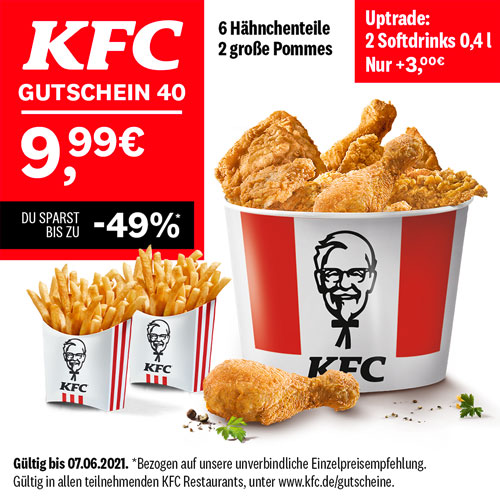 KFC
GUTSCHEIN 40
9,99€
DU SPARST
BIS ZU
-49%*
6 Hähnchenteile
2 große Pommes
Uptrade:
2 Softdrinks 0,4 l
Nur +3,00€
KFC
KFC
KFC
Gültig bis 07.06.2021. *Bezogen auf unsere unverbindliche Einzelpreisempfehlung.
Gültig in allen teilnehmenden KFC Restaurants, unter www.kfc.de/gutscheine.